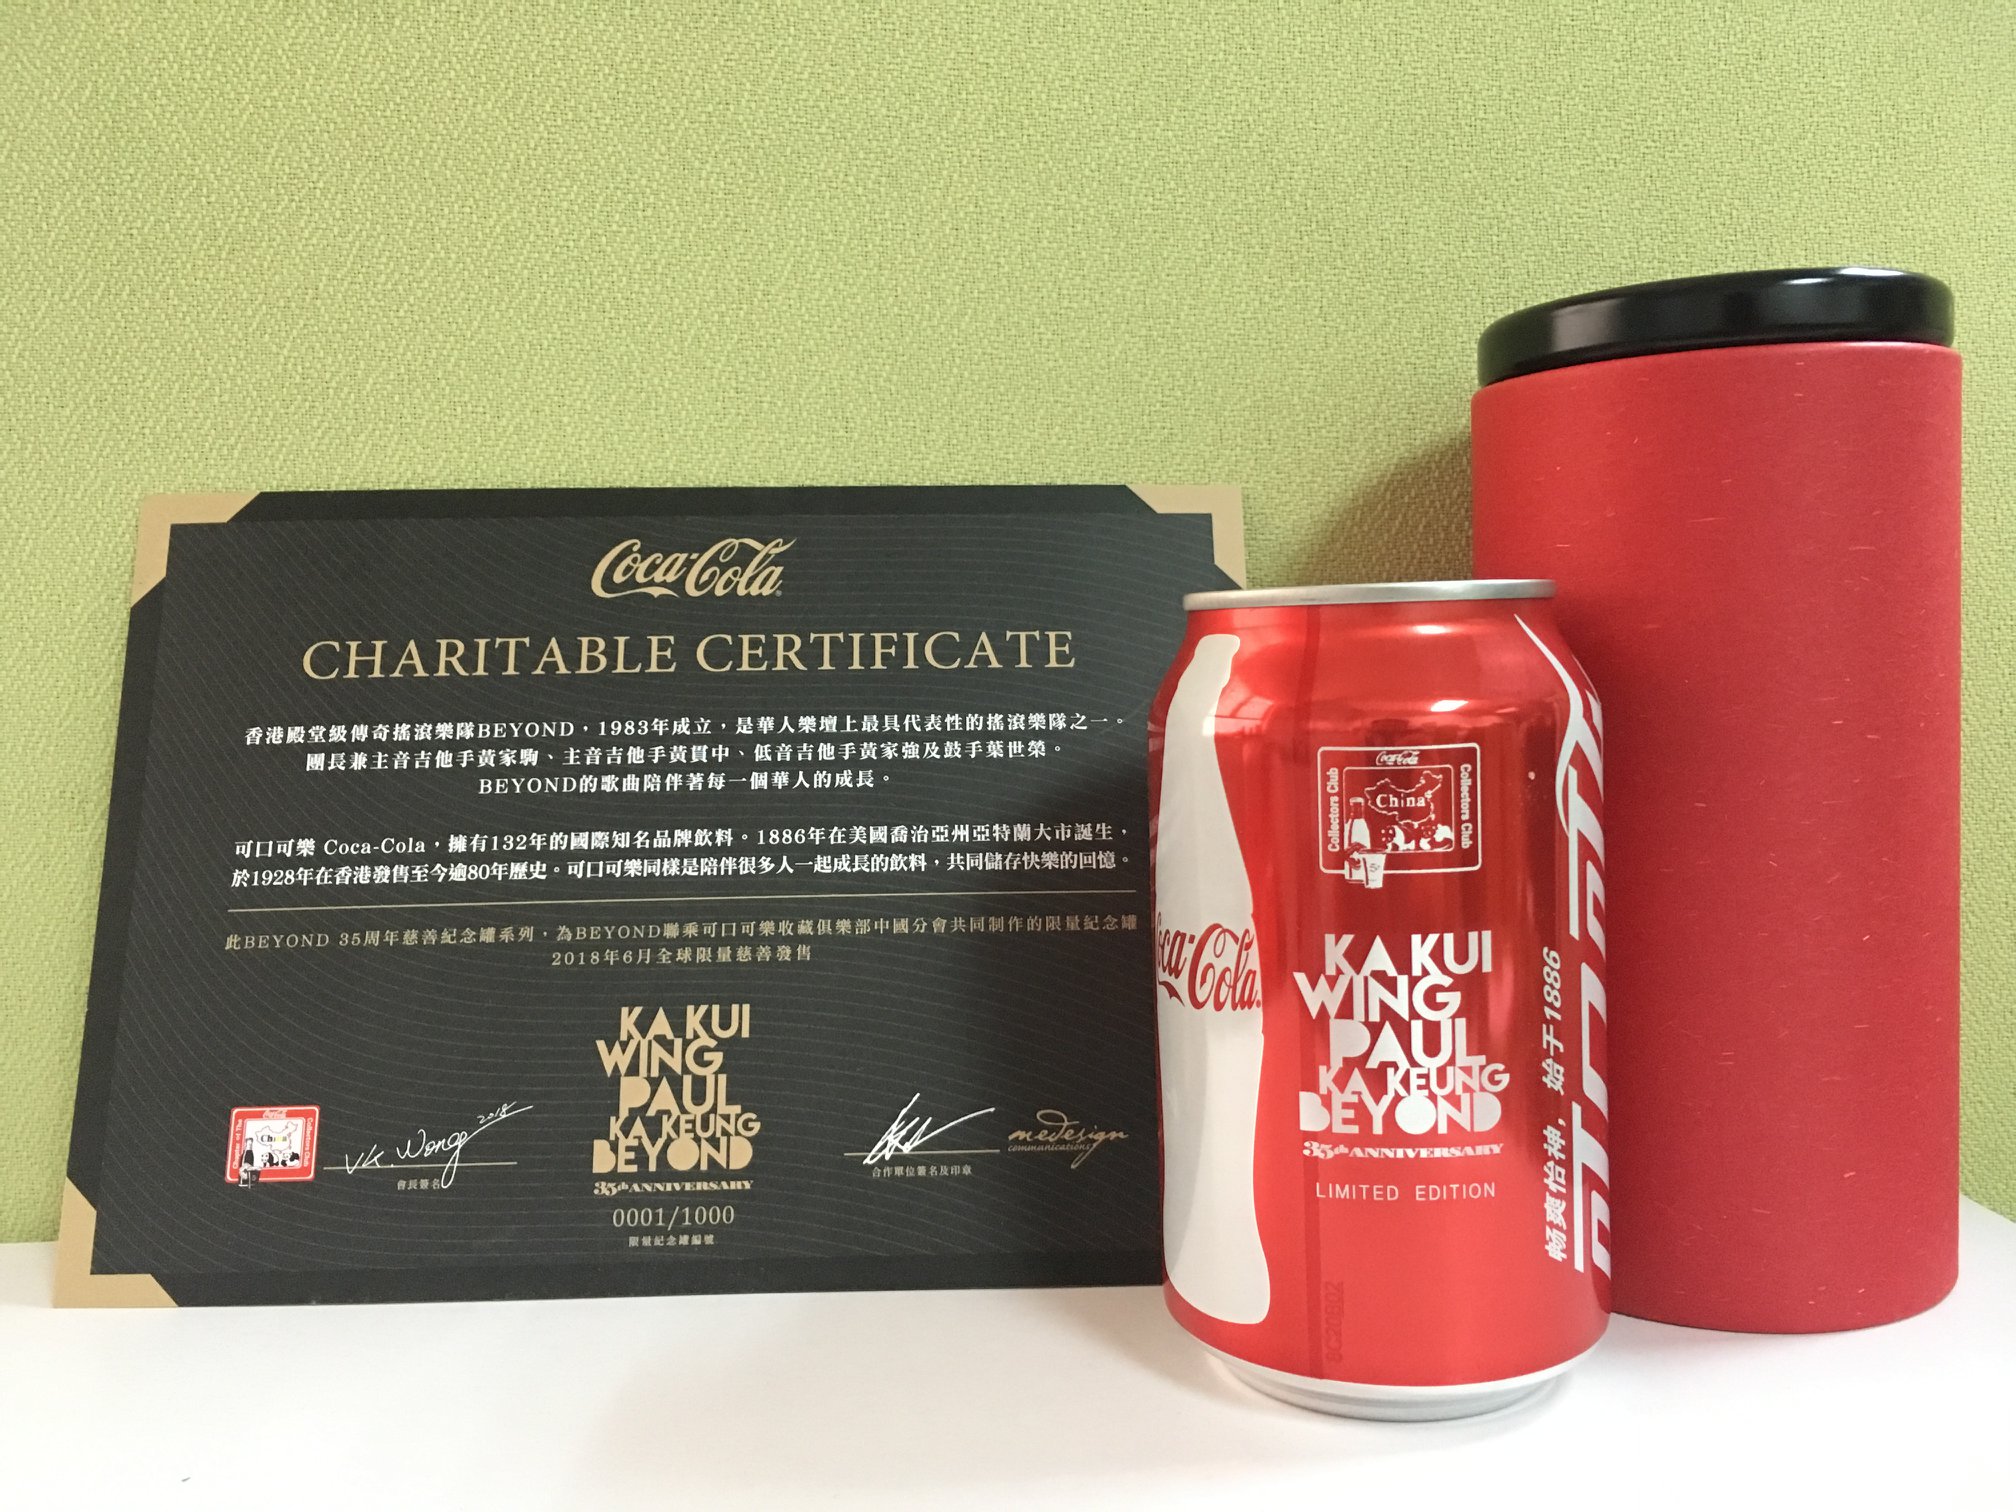 Coca-Cola
CHARITABLE CERTIFICATE
香港殿堂級傳奇搖滾樂隊BEYOND，1983年成立，是華人樂壇上最具代表性的搖滾樂隊之一。
團長兼主音吉他手黃家駒、主音吉他手黃貫中、低音吉他手黃家強及鼓手葉世榮。
BEYOND的歌曲陪伴著每一個華人的成長。
可口可樂 Coca-Cola，擁有132年的國際知名品牌飲料。1886年在美國喬治亞州亞特蘭大市誕生，
於1928年在香港發售至今逾80年歷史。可口可樂同樣是陪伴很多人一起成長的飲料，共同儲存快樂的回憶。
此BEYOND 35周年慈善紀念罐系列，為BEYOND聯乘可口可樂收藏俱樂部中國分會共同制作的限量紀念罐
2018年6月全球限量慈善發售
KA KUI
WING
PAUL
KA KEUNG
BEYOND
35th ANNIVERSARY
0001/1000
限量紀念罐編號
Coca-Cola
China
Chapter of The
Collectors Club
V.K. Wong 2018
會長簽名
合作單位簽名及印章
medesign
communications
Coca-Cola
Coca-Cola
Collectors Club
China
Collectors Club
KA KUI
WING
PAUL
KA KEUNG
BEYOND
35th ANNIVERSARY
LIMITED EDITION
畅爽怡神，始于1886